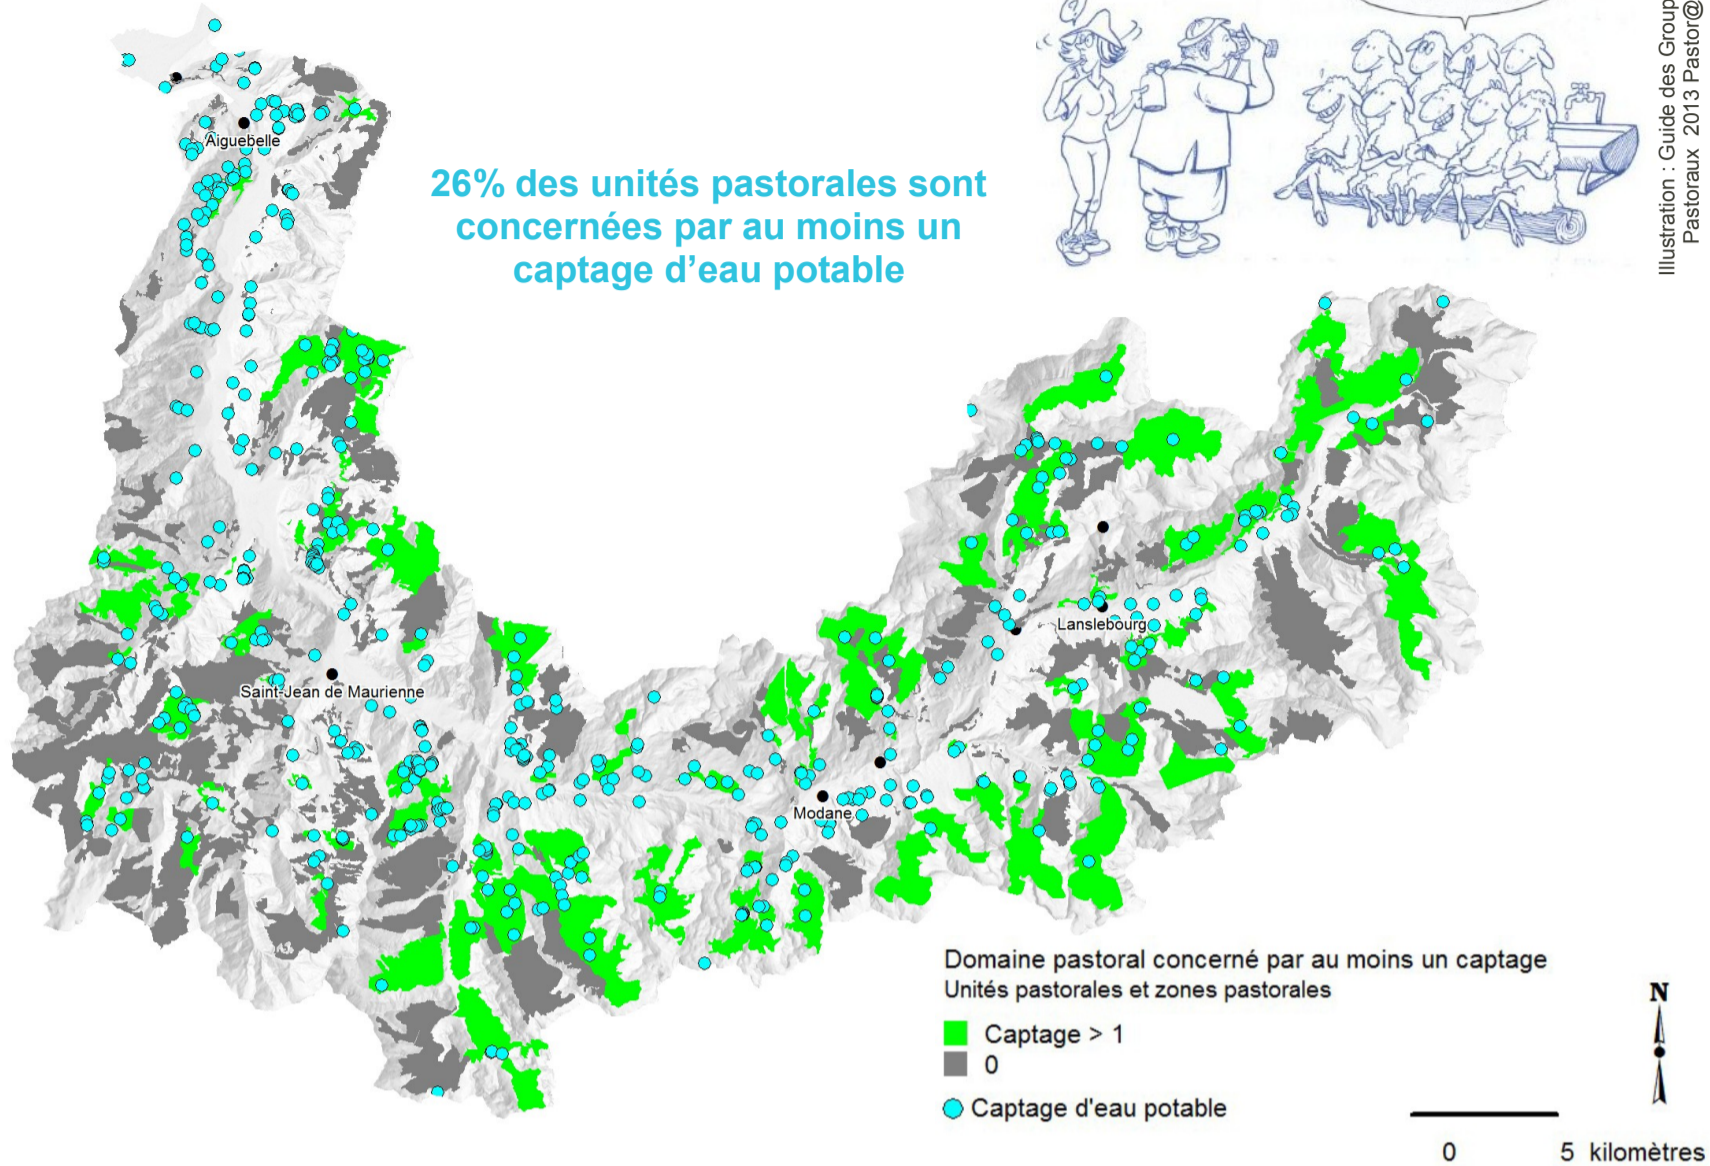 ?
Illustration : Guide des Group
Pastoraux 2013 Pastor@
26% des unités pastorales sont
concernées par au moins un
captage d'eau potable
Aiguebelle
Saint-Jean de Maurienne
Lanslebourg
Modane
Domaine pastoral concerné par au moins un captage
Unités pastorales et zones pastorales
Captage > 1
0
Captage d'eau potable
N
0 5 kilomètres